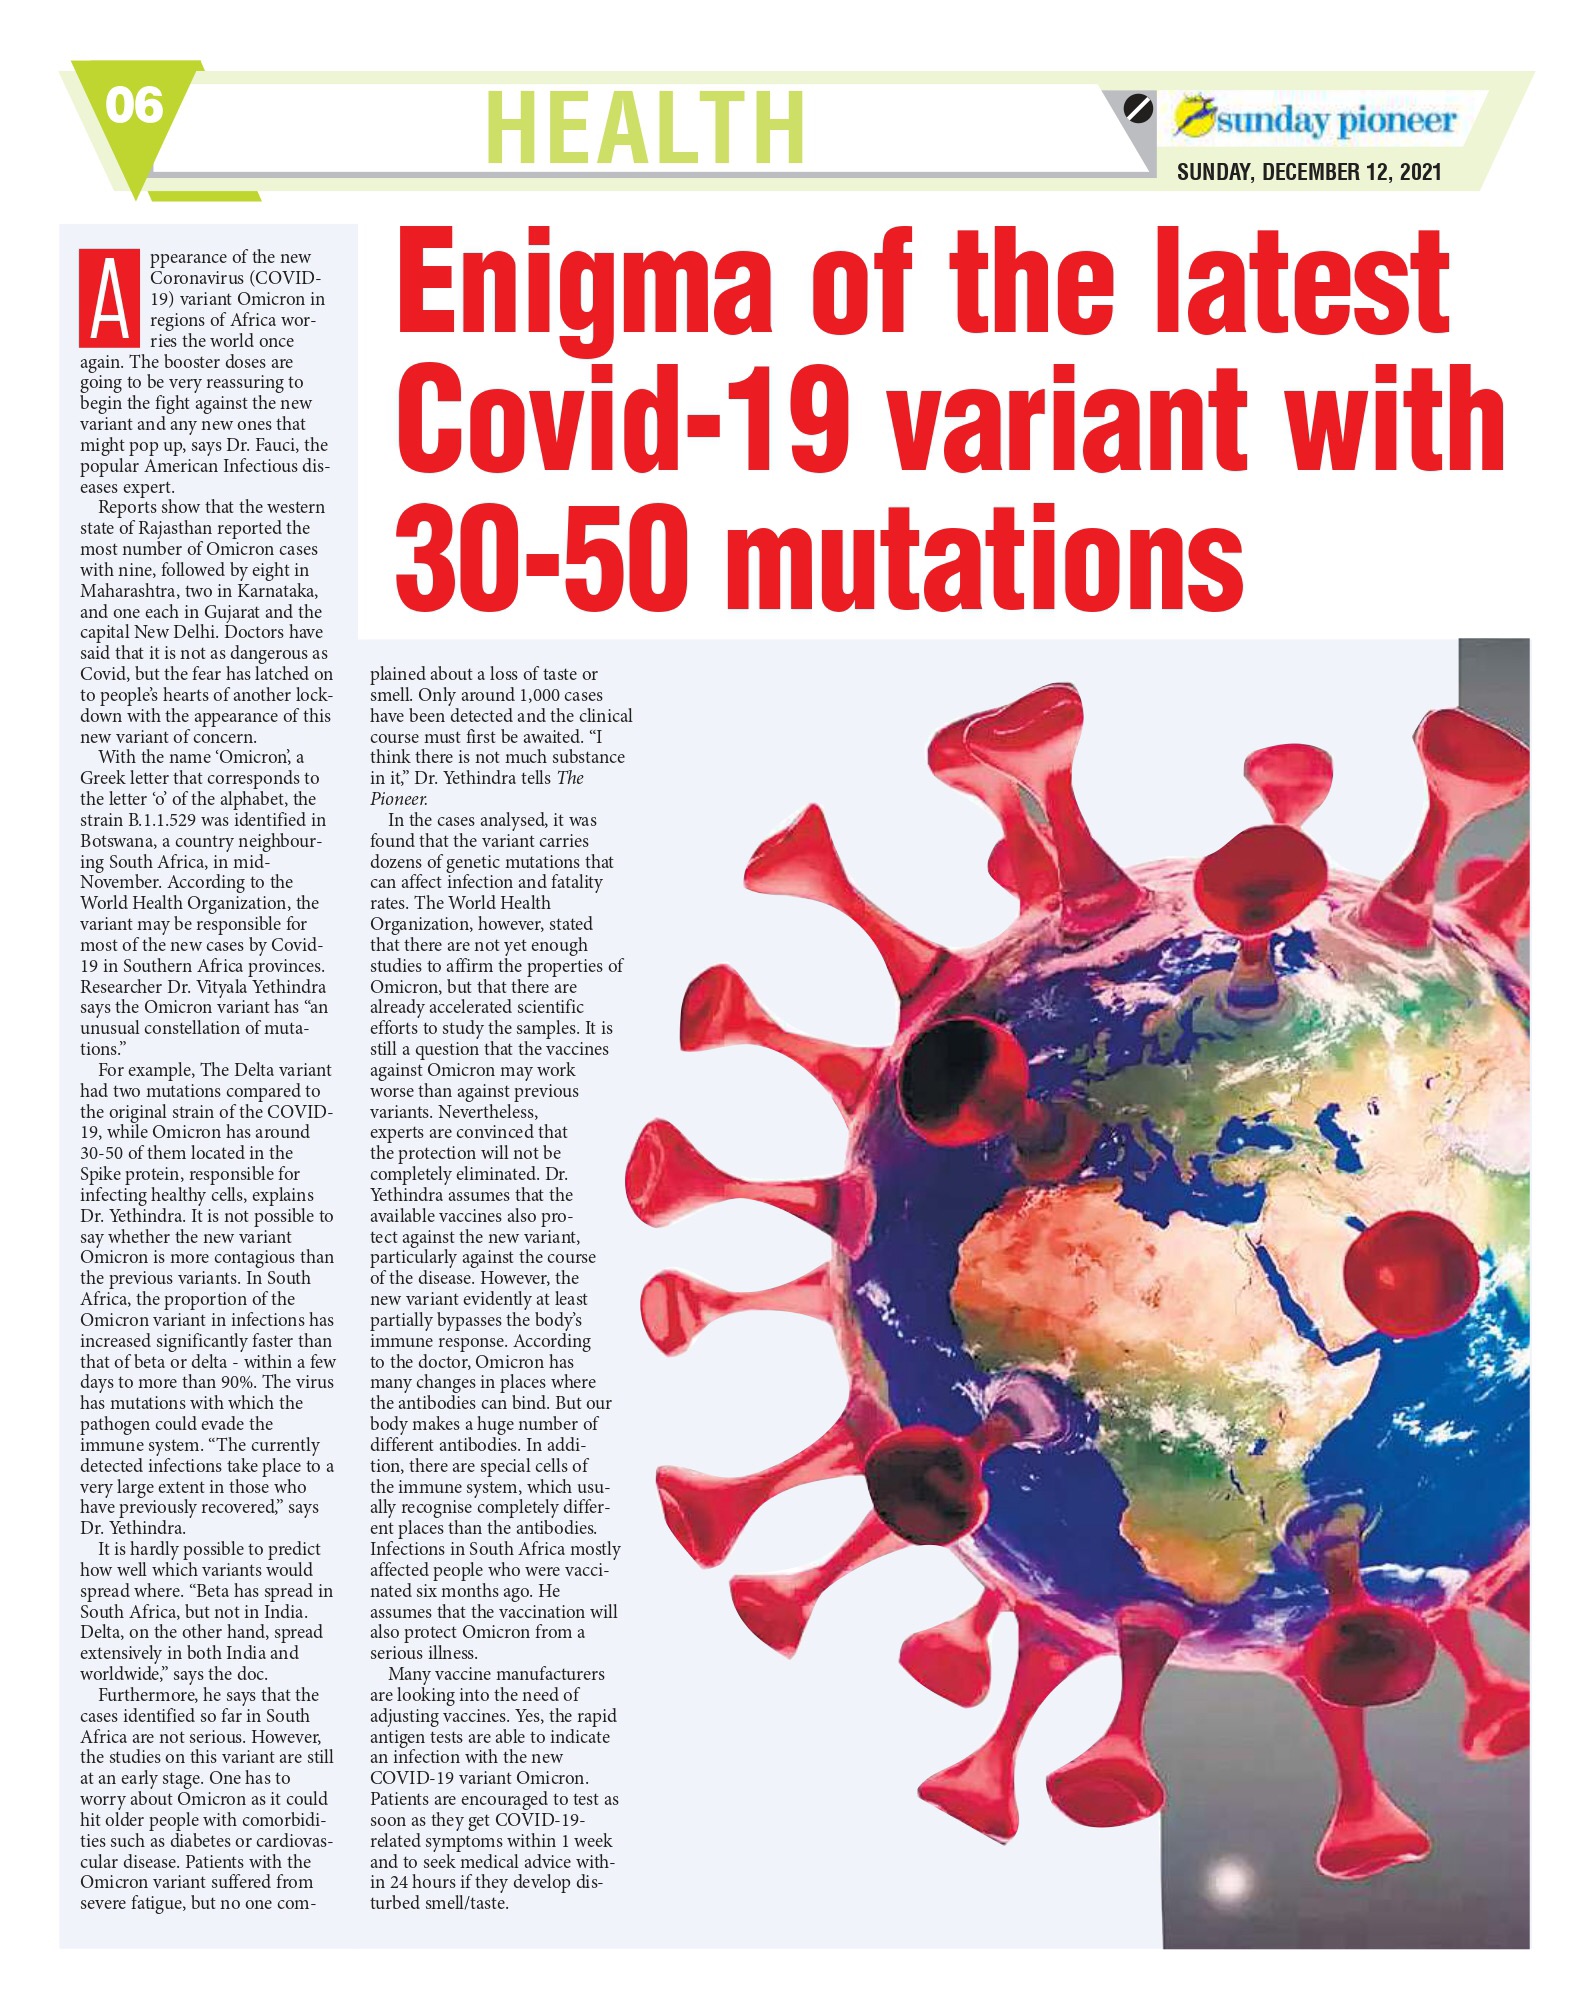 06
HEALTH
sunday pioneer
SUNDAY, DECEMBER 12, 2021
Enigma of the latest
Covid-19 variant with
30-50 mutations
Appearance of the new
Coronavirus (COVID-
19) variant Omicron in
regions of Africa wor-
ries the world once
again. The booster doses are
going to be very reassuring to
begin the fight against the new
variant and any new ones that
might pop up, says Dr. Fauci, the
popular American Infectious dis-
eases expert.
Reports show that the western
state of Rajasthan reported the
most number of Omicron cases
with nine, followed by eight in
Maharashtra, two in Karnataka,
and one each in Gujarat and the
capital New Delhi. Doctors have
said that it is not as dangerous as
Covid, but the fear has latched on
to people’s hearts of another lock-
down with the appearance of this
new variant of concern.
With the name ‘Omicron’, a
Greek letter that corresponds to
the letter ‘o’ of the alphabet, the
strain B.1.1.529 was identified in
Botswana, a country neighbour-
ing South Africa, in mid-
November. According to the
World Health Organization, the
variant may be responsible for
most of the new cases by Covid-
19 in Southern Africa provinces.
Researcher Dr. Vityala Yethindra
says the Omicron variant has “an
unusual constellation of muta-
tions.”
For example, The Delta variant
had two mutations compared to
the original strain of the COVID-
19, while Omicron has around
30-50 of them located in the
Spike protein, responsible for
infecting healthy cells, explains
Dr. Yethindra. It is not possible to
say whether the new variant
Omicron is more contagious than
the previous variants. In South
Africa, the proportion of the
Omicron variant in infections has
increased significantly faster than
that of beta or delta - within a few
days to more than 90%. The virus
has mutations with which the
pathogen could evade the
immune system. “The currently
detected infections take place to a
very large extent in those who
have previously recovered,” says
Dr. Yethindra.
It is hardly possible to predict
how well which variants would
spread where. “Beta has spread in
South Africa, but not in India.
Delta, on the other hand, spread
extensively in both India and
worldwide,” says the doc.
Furthermore, he says that the
cases identified so far in South
Africa are not serious. However,
the studies on this variant are still
at an early stage. One has to
worry about Omicron as it could
hit older people with comorbidi-
ties such as diabetes or cardiovas-
cular disease. Patients with the
Omicron variant suffered from
severe fatigue, but no one com-
plained about a loss of taste or
smell. Only around 1,000 cases
have been detected and the clinical
course must first be awaited. “I
think there is not much substance
in it,” Dr. Yethindra tells The
Pioneer.
In the cases analysed, it was
found that the variant carries
dozens of genetic mutations that
can affect infection and fatality
rates. The World Health
Organization, however, stated
that there are not yet enough
studies to affirm the properties of
Omicron, but that there are
already accelerated scientific
efforts to study the samples. It is
still a question that the vaccines
against Omicron may work
worse than against previous
variants. Nevertheless,
experts are convinced that
the protection will not be
completely eliminated. Dr.
Yethindra assumes that the
available vaccines also pro-
tect against the new variant,
particularly against the course
of the disease. However, the
new variant evidently at least
partially bypasses the body’s
immune response. According
to the doctor, Omicron has
many changes in places where
the antibodies can bind. But our
body makes a huge number of
different antibodies. In addi-
tion, there are special cells of
the immune system, which usu-
ally recognise completely differ-
ent places than the antibodies.
Infections in South Africa mostly
affected people who were vacci-
nated six months ago. He
assumes that the vaccination will
also protect Omicron from a
serious illness.
Many vaccine manufacturers
are looking into the need of
adjusting vaccines. Yes, the rapid
antigen tests are able to indicate
an infection with the new
COVID-19 variant Omicron.
Patients are encouraged to test as
soon as they get COVID-19-
related symptoms within 1 week
and to seek medical advice with-
in 24 hours if they develop dis-
turbed smell/taste.